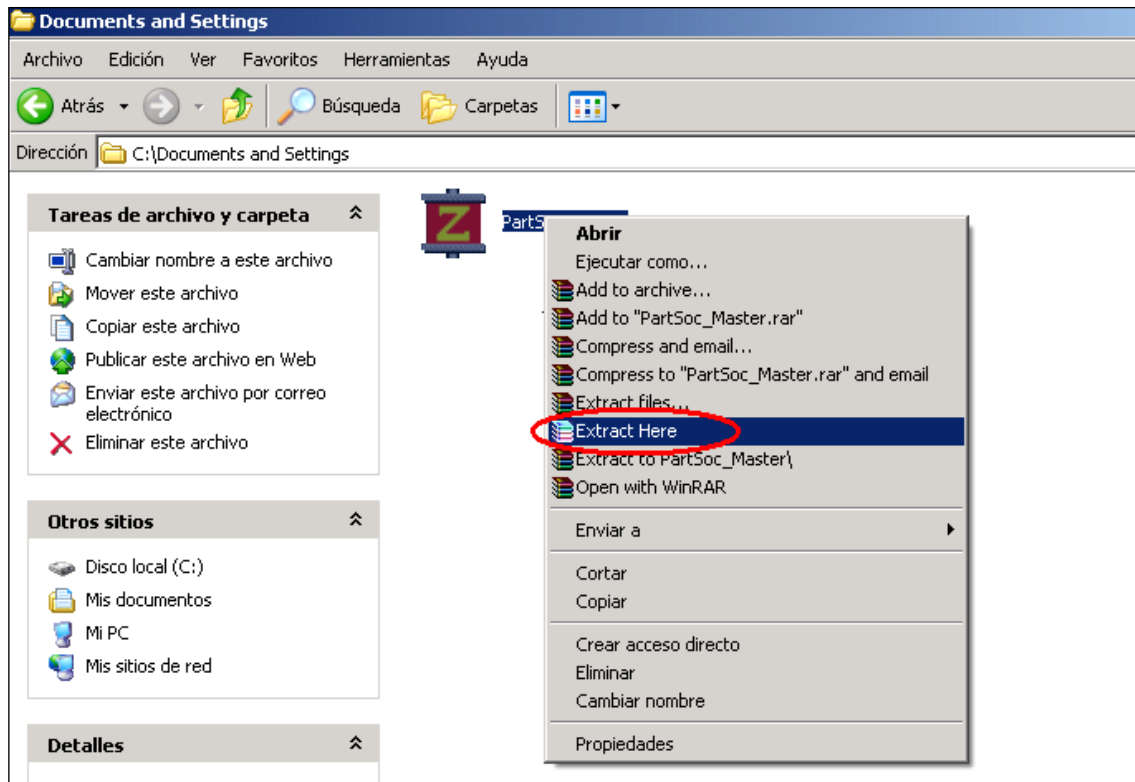 Documents and Settings
Archivo Edición Ver Favoritos Herramientas Ayuda
Atrás Búsqueda Carpetas
Dirección C:\Documents and Settings
Tareas de archivo y carpeta
Cambiar nombre a este archivo
Mover este archivo
Copiar este archivo
Publicar este archivo en Web
Enviar este archivo por correo
electrónico
Eliminar este archivo
Otros sitios
Disco local (C:)
Mis documentos
Mi PC
Mis sitios de red
Detalles
Z
PartS
Abrir
Ejecutar como...
Add to archive...
Add to "PartSoc_Master.rar"
Compress and email...
Compress to "PartSoc_Master.rar" and email
Extract files...
Extract Here
Extract to PartSoc_Master\
Open with WinRAR
Enviar a
Cortar
Copiar
Crear acceso directo
Eliminar
Cambiar nombre
Propiedades